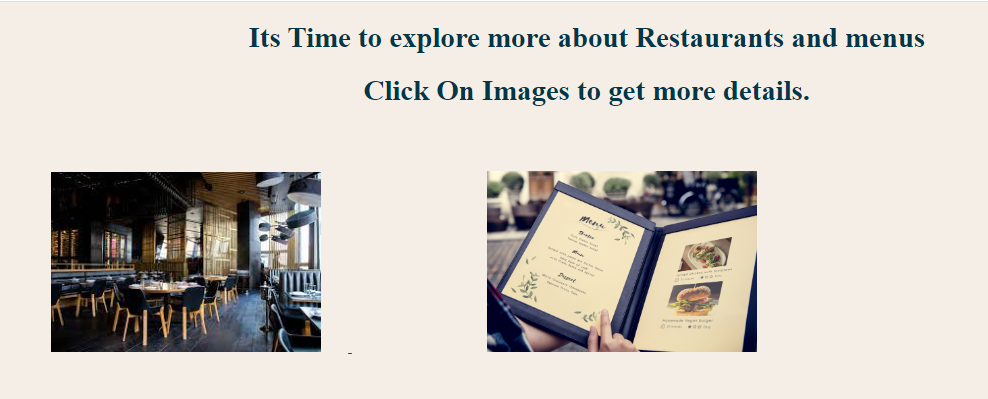 Its Time to explore more about Restaurants and menus
Click On Images to get more details.
Menu
Starter
Main
Dessert